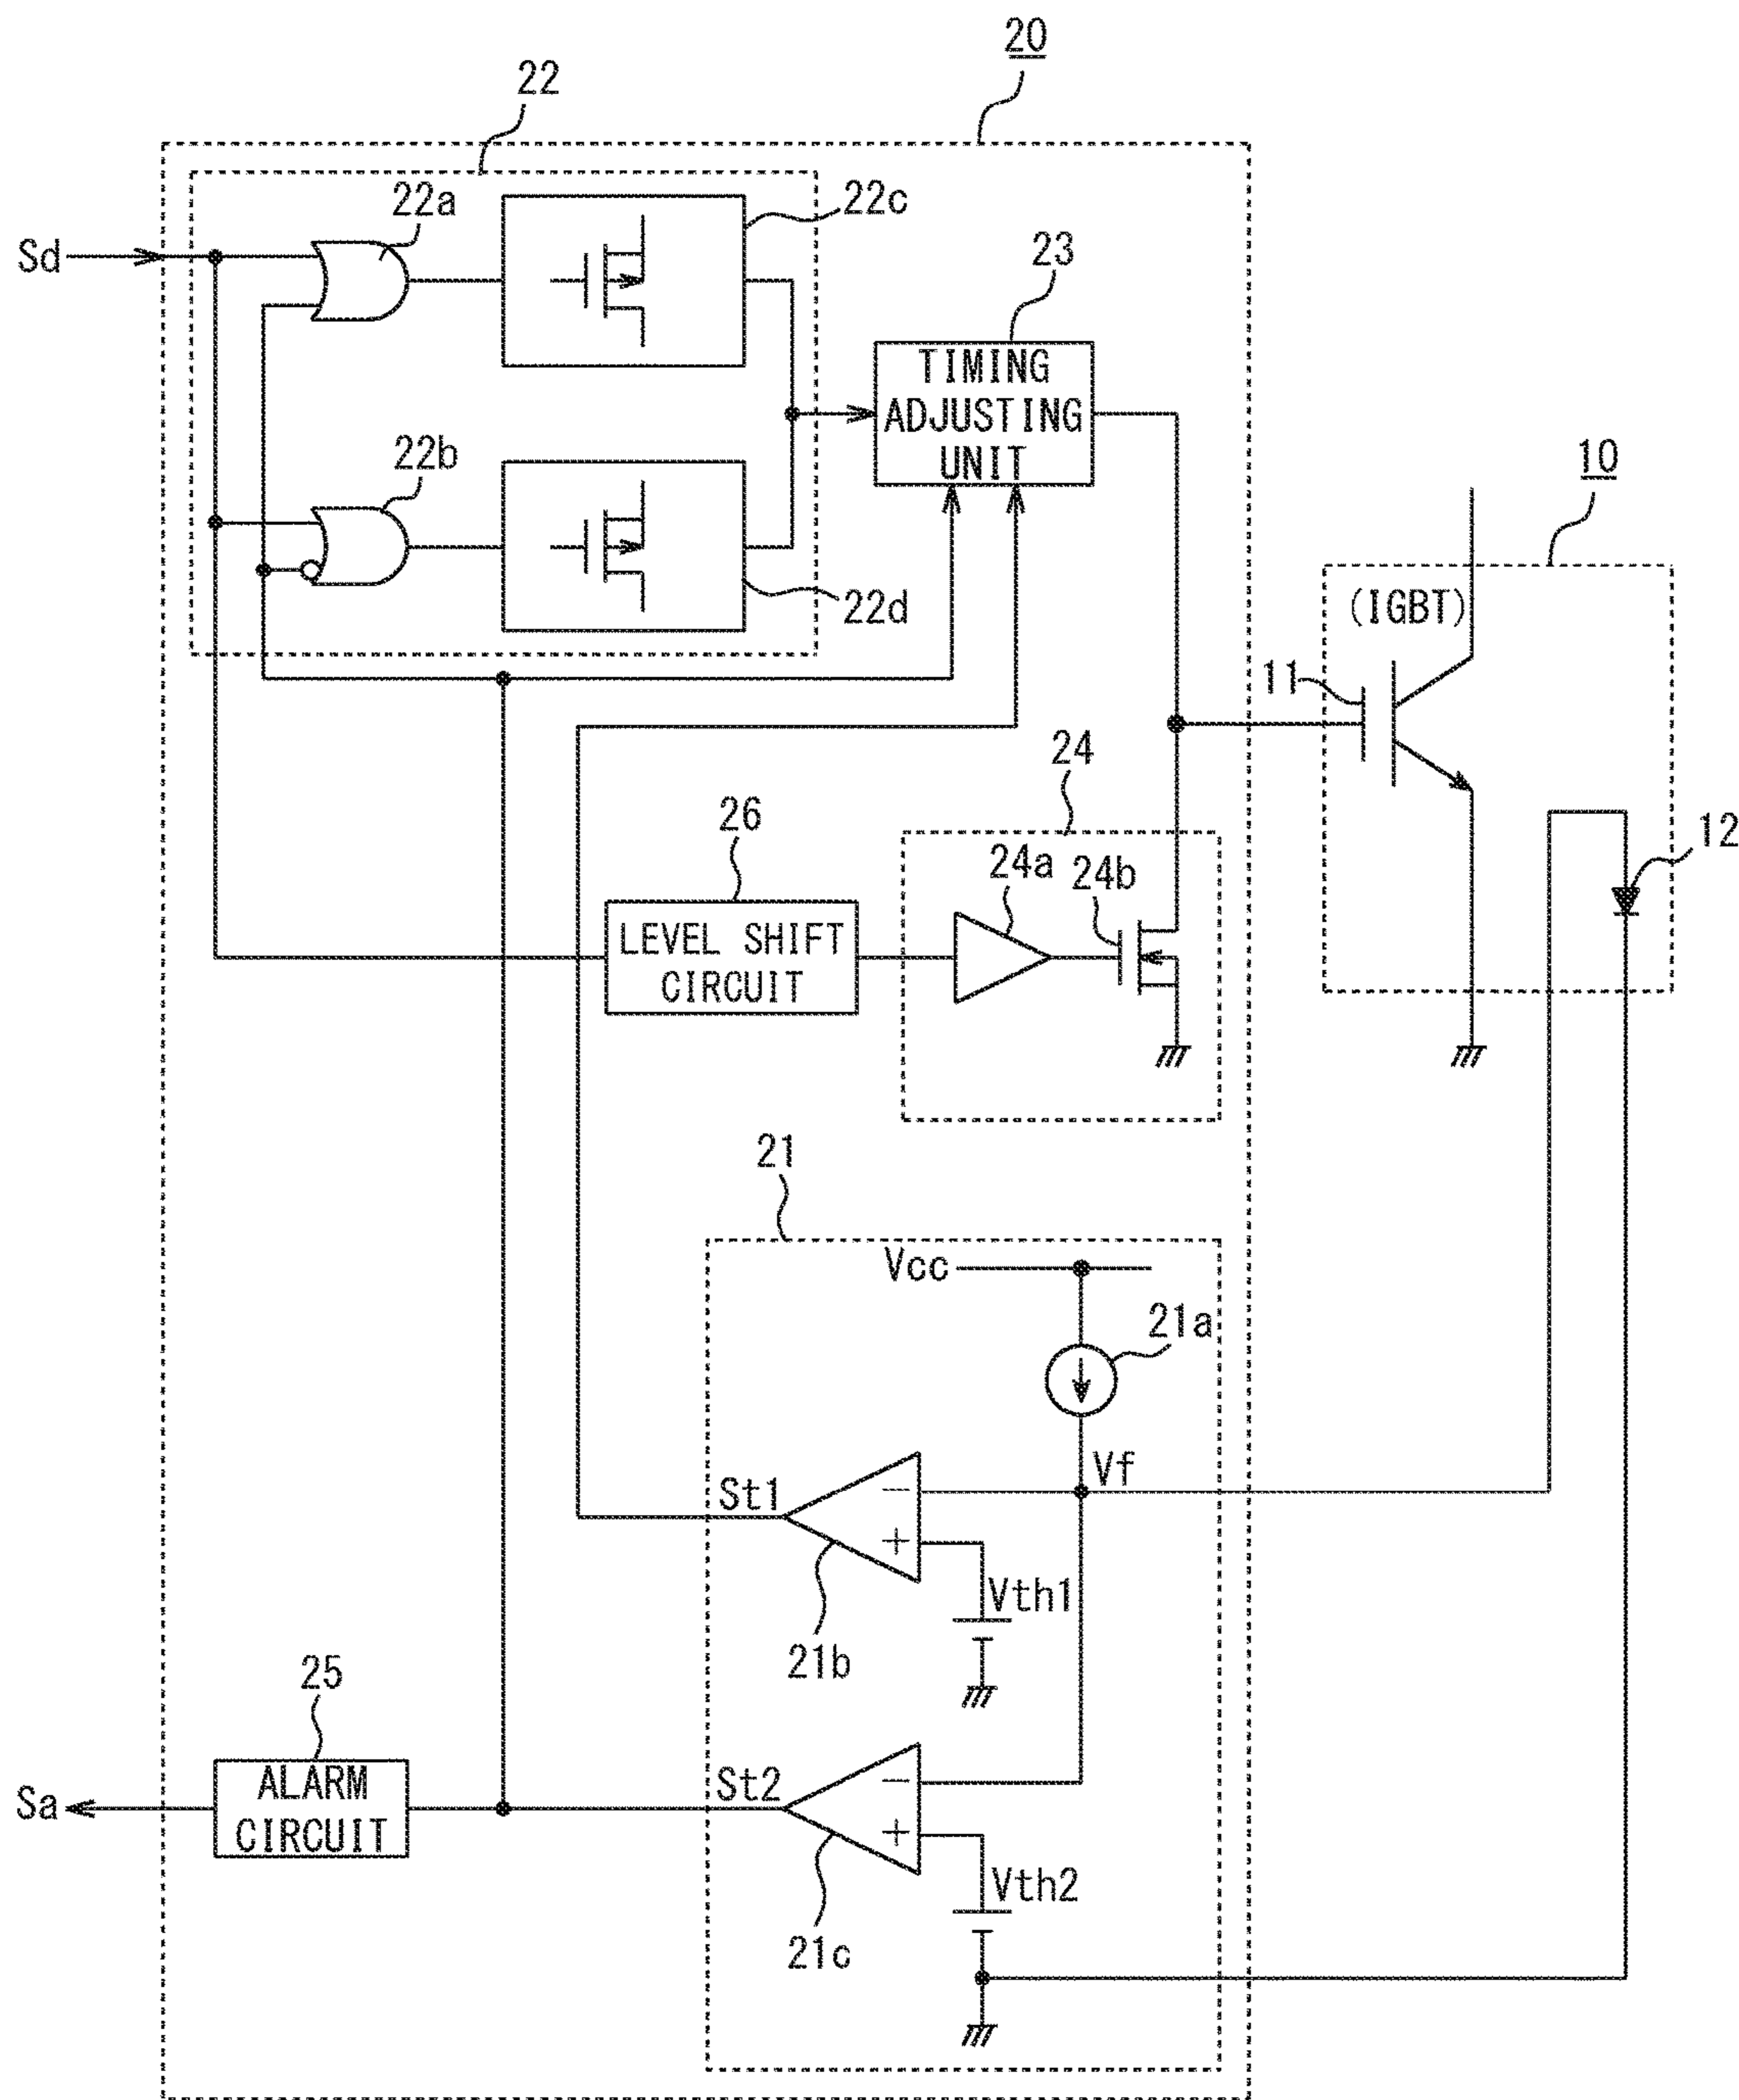 20
22
22a
22c
Sd
23
TIMING
ADJUSTING
UNIT
22b
22d
10
(IGBT)
11
24
26
24a
24b
12
LEVEL SHIFT
CIRCUIT
21
Vcc
21a
Vf
St1
−
+
Vth1
21b
25
ALARM
CIRCUIT
Sa
St2
−
+
Vth2
21c